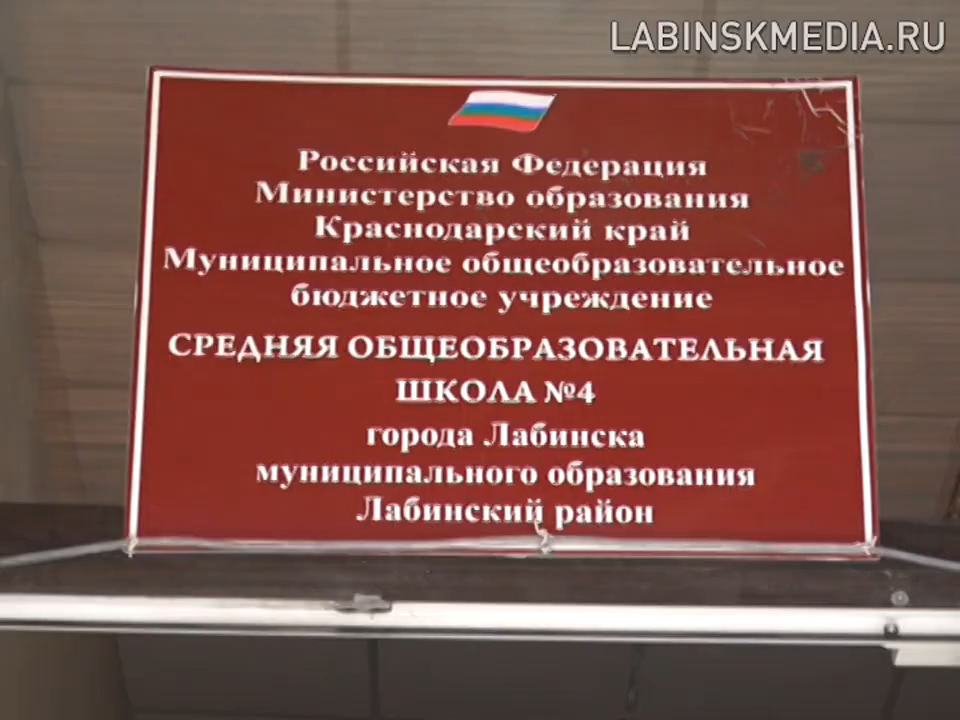 LABINSKMEDIA.RU
Российская Федерация
Министерство образования
Краснодарский край
Муниципальное общеобразовательное
бюджетное учреждение
СРЕДНЯЯ ОБЩЕОБРАЗОВАТЕЛЬНАЯ
ШКОЛА №4
города Лабинска
муниципального образования
Лабинский район